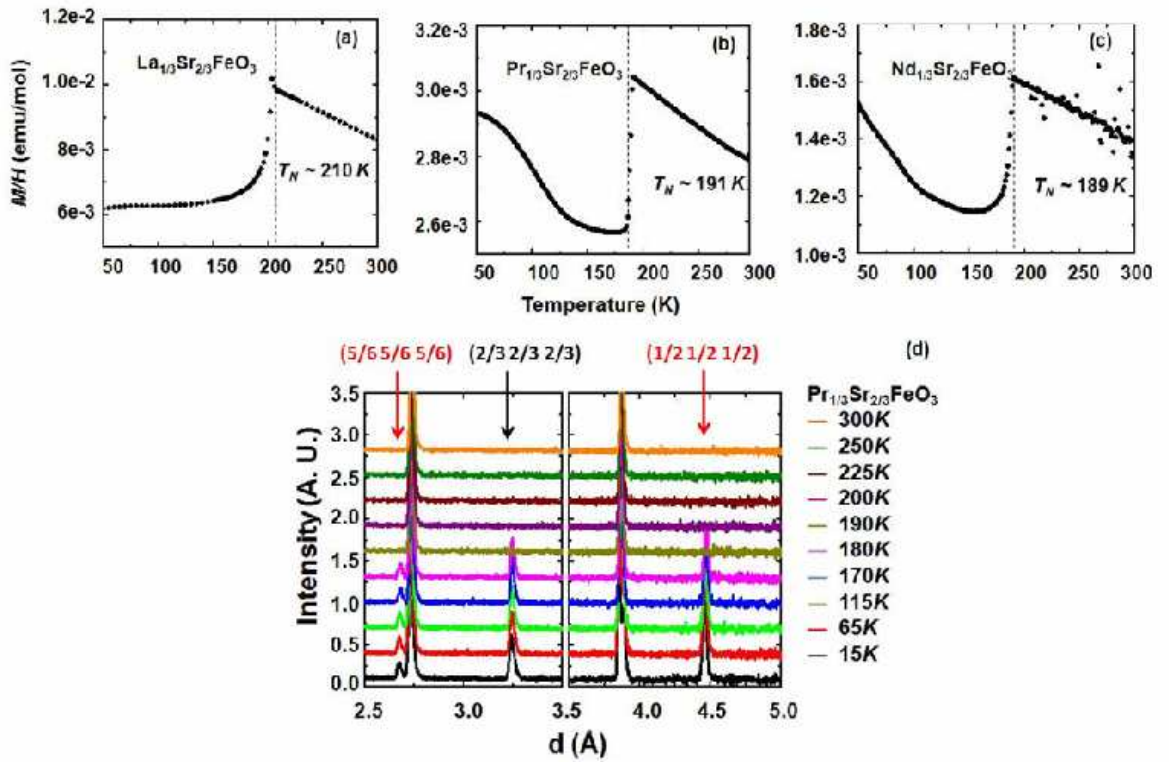 1.2e-2
1.0e-2
8e-3
6e-3
M/H (emu/mol)
(a)
La1/3Sr2/3FeO3
TN ~ 210 K
50 100 150 200 250 300
3.2e-3
3.0e-3
2.8e-3
2.6e-3
(b)
Pr1/3Sr2/3FeO3
TN ~ 191 K
50 100 150 200 250 300
1.8e-3
1.6e-3
1.4e-3
1.2e-3
1.0e-3
(c)
Nd1/3Sr2/3FeO
TN ~ 189 K
50 100 150 200 250 300
Temperature (K)
(5/6 5/6 5/6) (2/3 2/3 2/3) (1/2 1/2 1/2) (d)
Intensity (A. U.)
3.5
3.0
2.5
2.0
1.5
1.0
0.5
0.0
2.5 3.0 3.5 4.0 4.5 5.0
d (Å)
Pr1/3Sr2/3FeO3
300K
250K
225K
200K
190K
180K
170K
115K
65K
15K